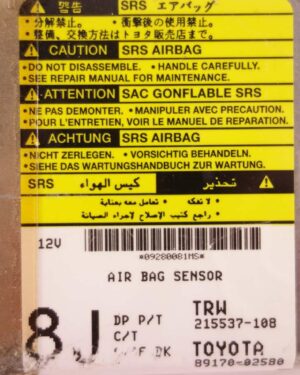 ⚠ 警告 SRS エアバッグ
・分解禁止。 ・衝撃後の使用禁止。
・整備、交換方法はトヨタ販売店まで。
⚠ CAUTION SRS AIRBAG
•DO NOT DISASSEMBLE. •HANDLE CAREFULLY.
•SEE REPAIR MANUAL FOR MAINTENANCE.
⚠ ATTENTION SAC GONFLABLE SRS
•NE PAS DEMONTER. •MANIPULER AVEC PRECAUTION.
•POUR L'ENTRETIEN, VOIR LE MANUEL DE REPARATION.
⚠ ACHTUNG SRS AIRBAG
•NICHT ZERLEGEN. •VORSICHTIG BEHANDELN.
•SIEHE DAS WARTUNGSHANDBUCH ZUR WARTUNG.
⚠ تحذير كيس الهواء SRS
• لا تفكه • تعامل معه بعناية
• راجع كتيب الإصلاح لاجراء الصيانة
12V
*09280081MS*
AIR BAG SENSOR
8J
DP P/T TRW
215537-108
C/T
DK TOYOTA
89170-02580